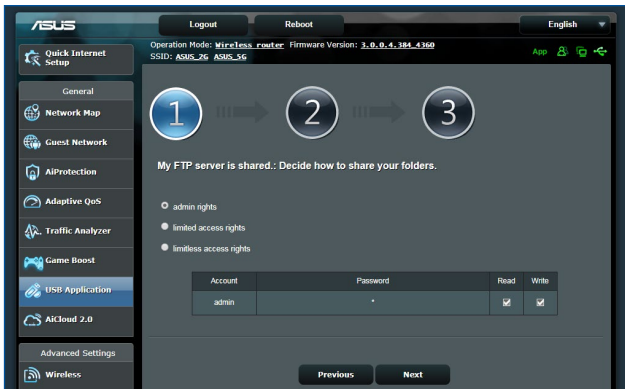 ASUS
Logout
Reboot
English
Quick Internet
Setup
Operation Mode: Wireless router Firmware Version: 3.0.0.4.384_4360
SSID: ASUS_2G ASUS_5G
App
General
Network Map
Guest Network
AiProtection
Adaptive QoS
Traffic Analyzer
Game Boost
USB Application
AiCloud 2.0
Advanced Settings
Wireless
1 2 3
My FTP server is shared.: Decide how to share your folders.
admin rights
limited access rights
limitless access rights
Account Password Read Write
admin *
Previous Next